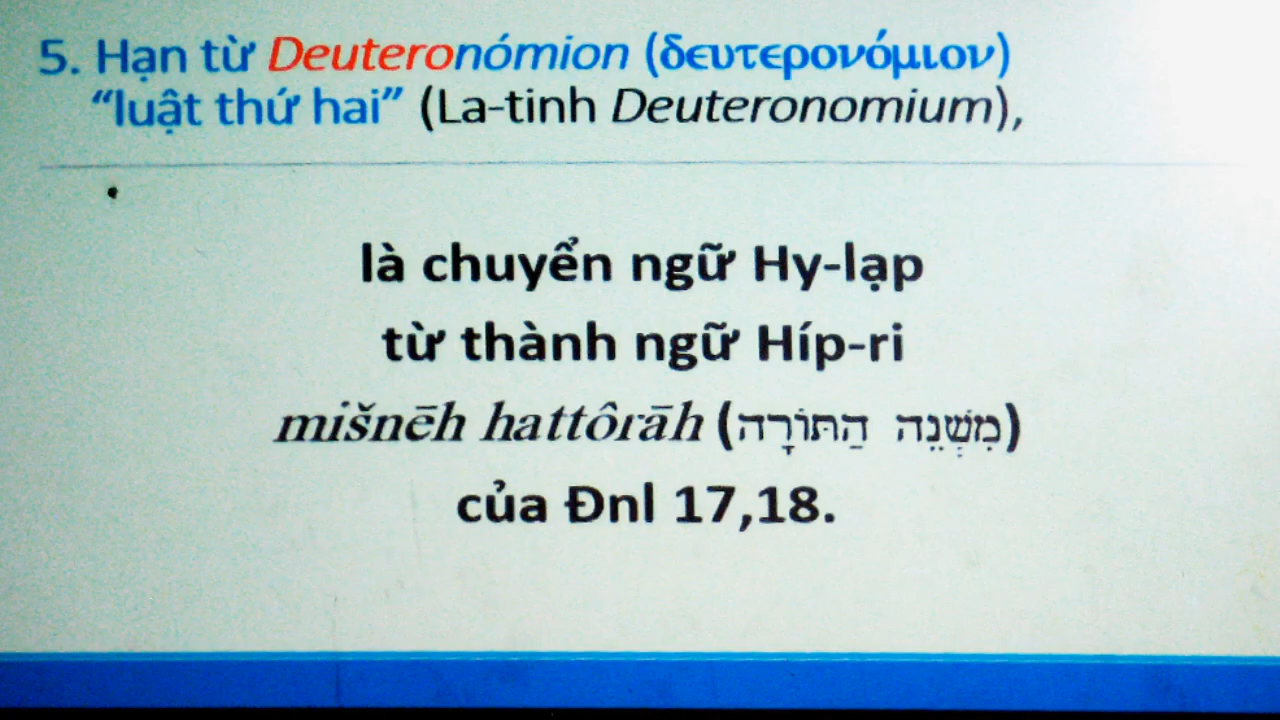 5. Hạn từ Deuteronómion (δευτερονόμιον)
“luật thứ hai” (La-tinh Deuteronomium),
là chuyển ngữ Hy-lạp
từ thành ngữ Híp-ri
mišnēh hattôrāh (מִשְׁנֵה הַתּוֹרָה)
của Đnl 17,18.